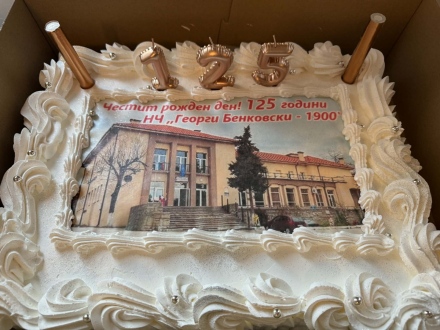 125
Честит рожден ден! 125 години
НЧ „Георги Бенковски - 1900"